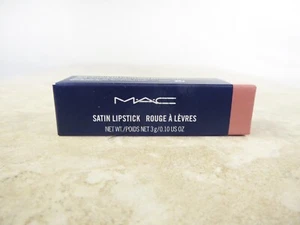 MAC
SATIN LIPSTICK ROUGE À LÈVRES
NET WT./POIDS NET 3 g/0.10 US OZ